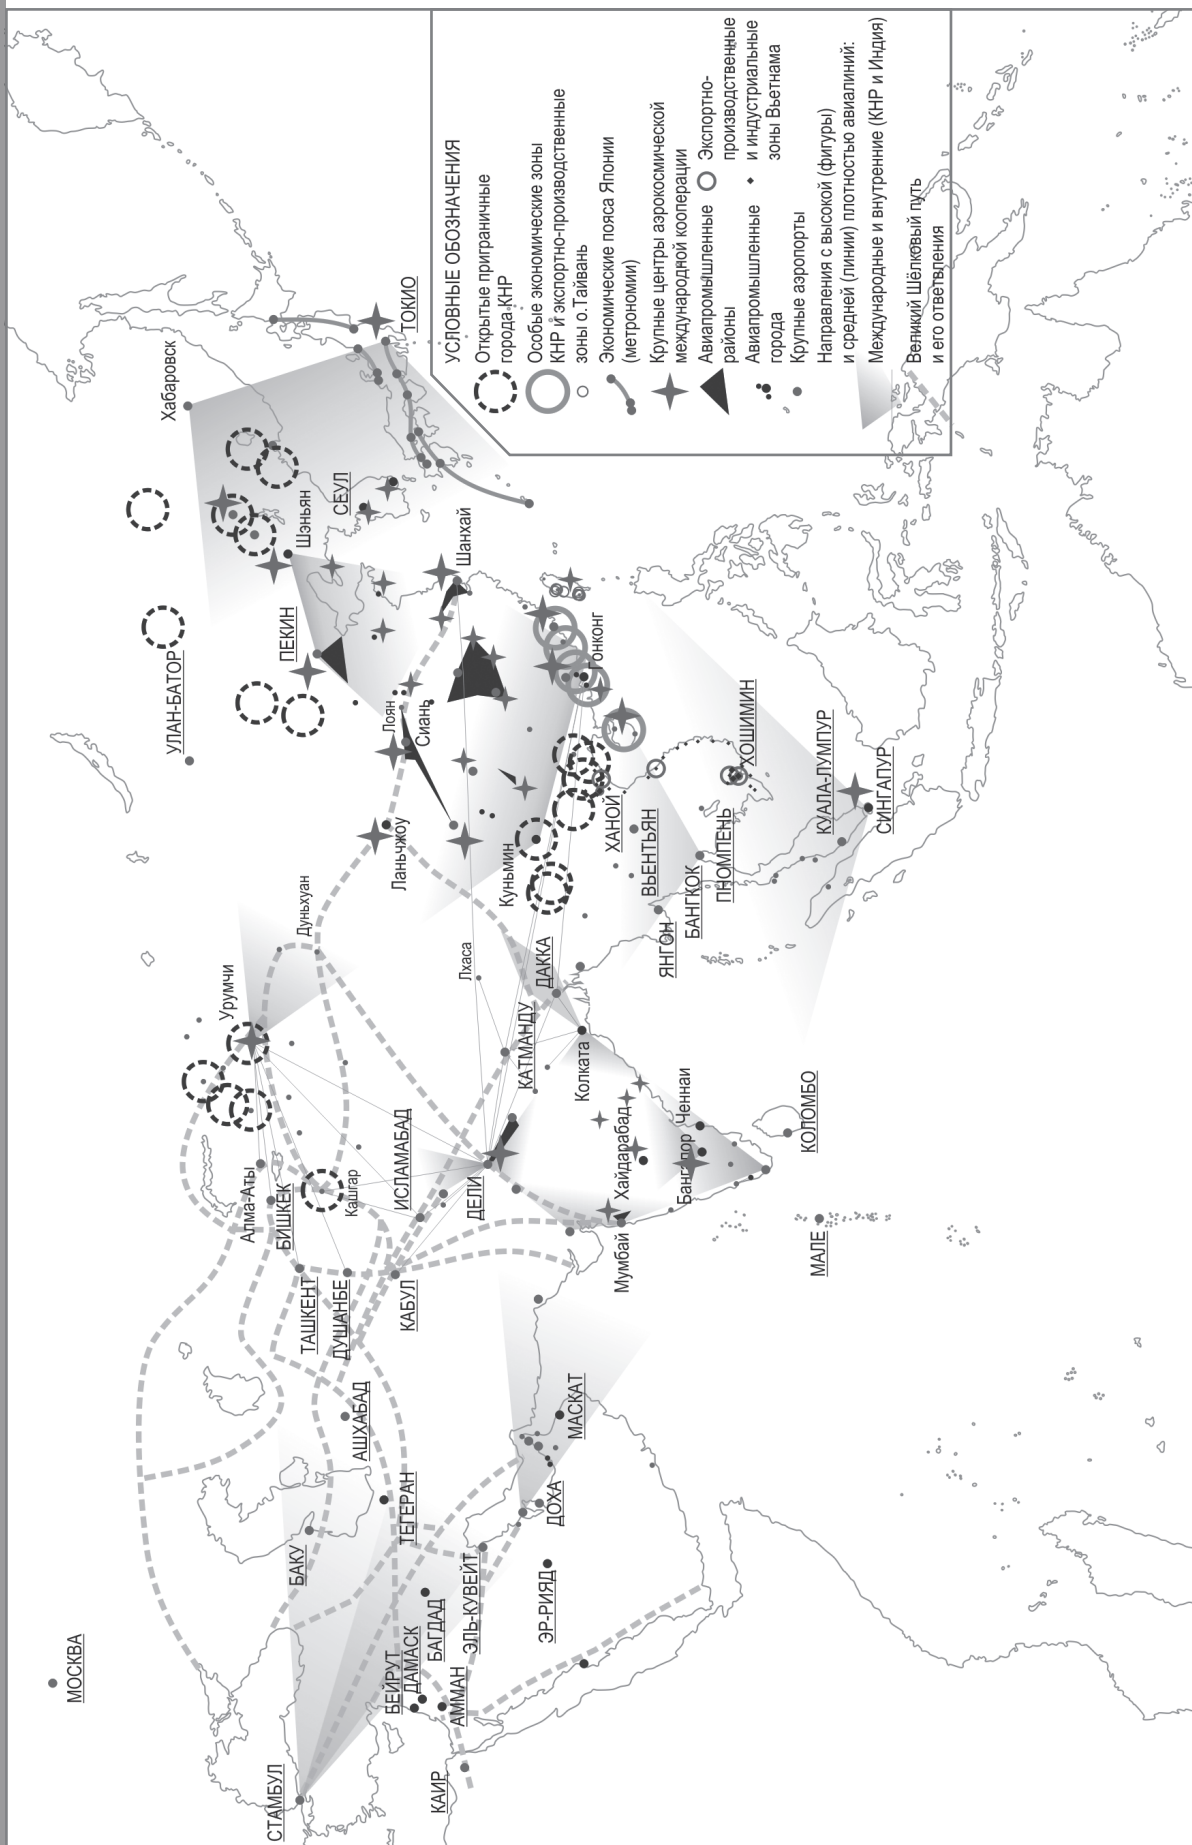 УСЛОВНЫЕ ОБОЗНАЧЕНИЯ
Открытые приграничные
города КНР
Особые экономические зоны
КНР и экспортно-производственные
зоны о.Тайвань
Экономические пояса Японии
(метрономии)
Крупные центры аэрокосмической
международной кооперации
Авиапромышленные
районы
Авиапромышленные
города
Крупные аэропорты
Экспортно-
производственные
и индустриальные
зоны Вьетнама
Направления с высокой (фигуры)
и средней (линии) плотностью авиалиний:
Международные и внутренние (КНР и Индия)
Великий Шёлковый путь
и его ответвления
МОСКВА
СТАМБУЛ
БАКУ
БЕЙРУТ
ДАМАСК
БАГДАД
АММАН
КАИР
ТЕГЕРАН
ЭЛЬ-КУВЕЙТ
ЭР-РИЯД
ДОХА
МАСКАТ
АШХАБАД
ТАШКЕНТ
ДУШАНБЕ
КАБУЛ
Алма-Аты
БИШКЕК
Кашгар
ИСЛАМАБАД
ДЕЛИ
Мумбай
Хайдарабад
Бангалор
Ченнаи
МАЛЕ
КОЛОМБО
Урумчи
Дуньхуан
Лхаса
КАТМАНДУ
ДАККА
Колката
УЛАН-БАТОР
Ланьчжоу
Куньмин
ЯНГОН
ВЬЕНТЬЯН
БАНГКОК
ПНОМПЕНЬ
ХАНОЙ
ХОШИМИН
КУАЛА-ЛУМПУР
СИНГАПУР
ПЕКИН
Лоян
Сиань
Шэньян
Шанхай
Гонконг
СЕУЛ
Хабаровск
ТОКИО